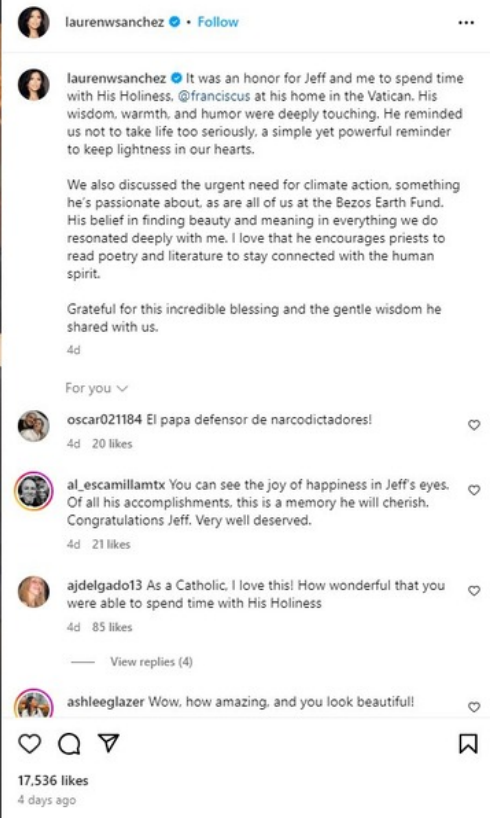 laurenwsanchez • Follow
laurenwsanchez It was an honor for Jeff and me to spend time
with His Holiness, @franciscus at his home in the Vatican. His
wisdom, warmth, and humor were deeply touching. He reminded
us not to take life too seriously, a simple yet powerful reminder
to keep lightness in our hearts.
We also discussed the urgent need for climate action, something
he's passionate about, as are all of us at the Bezos Earth Fund.
His belief in finding beauty and meaning in everything we do
resonated deeply with me. I love that he encourages priests to
read poetry and literature to stay connected with the human
spirit.
Grateful for this incredible blessing and the gentle wisdom he
shared with us.
4d
For you
oscar021184 El papa defensor de narcodictadores!
4d 20 likes
al_escamillamtx You can see the joy of happiness in Jeff's eyes.
Of all his accomplishments, this is a memory he will cherish.
Congratulations Jeff. Very well deserved.
4d 21 likes
ajdelgado13 As a Catholic, I love this! How wonderful that you
were able to spend time with His Holiness
4d 85 likes
View replies (4)
ashleeglazer Wow, how amazing, and you look beautiful!
17,536 likes
4 days ago